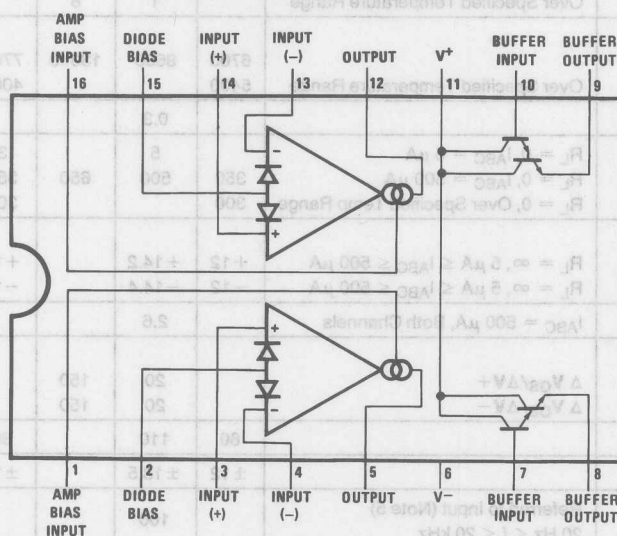 AMP BIAS INPUT
DIODE BIAS
INPUT (+)
INPUT (−)
OUTPUT
V+
BUFFER INPUT
BUFFER OUTPUT
16 15 14 13 12 11 10 9
−
+
+
−
1 2 3 4 5 6 7 8
AMP BIAS INPUT
DIODE BIAS
INPUT (+)
INPUT (−)
OUTPUT
V−
BUFFER INPUT
BUFFER OUTPUT